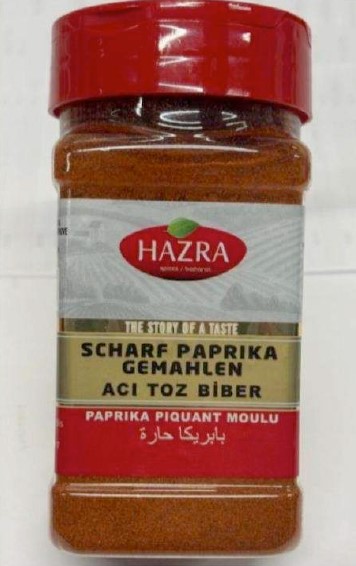 HAZRA
THE STORY OF A TASTE
SCHARF PAPRIKA
GEMAHLEN
ACI TOZ BİBER
PAPRIKA PIQUANT MOULU
بابريكا حارة